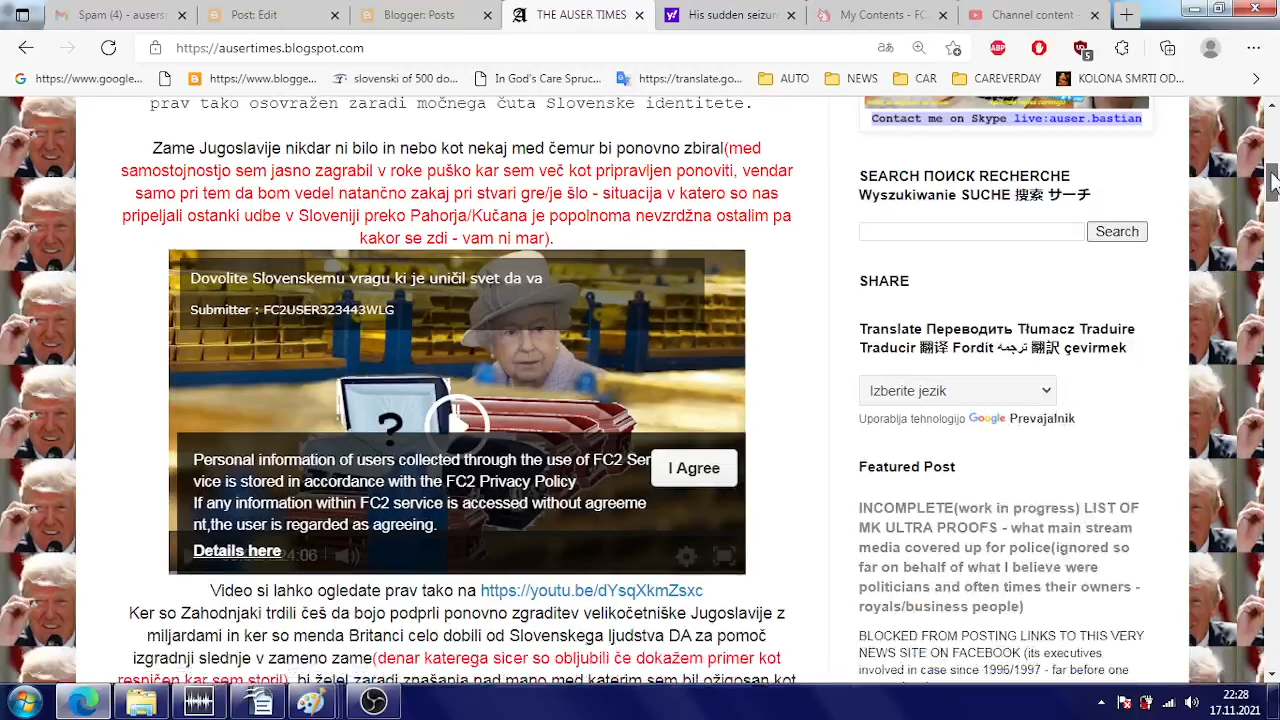 Spam (4) - ausers
Post: Edit
Blogger: Posts
THE AUSER TIMES
His sudden seizur
My Contents - FC
Channel content -
https://ausertimes.blogspot.com
https://www.google...
https://www.blogge...
slovenski of 500 do...
In God's Care Spruc...
https://translate.go...
AUTO
NEWS
CAR
CAREVERDAY
KOLONA SMRTI OD...
prav tako osovražen naredi močnega čuta Slovenske identitete.
Zame Jugoslavije nikdar ni bilo in nebo kot nekaj med čemur bi ponovno zbiral(med
samostojnostjo sem jasno zagrabil v roke puško kar sem več kot pripravljen ponoviti, vendar
samo pri tem da bom vedel natančno zakaj pri stvari gre/je šlo - situacija v katero so nas
pripeljali ostanki udbe v Sloveniji preko Pahorja/Kučana je popolnoma nevzrdžna ostalim pa
kakor se zdi - vam ni mar).
Dovolite Slovenskemu vragu ki je uničil svet da va
Submitter : FC2USER323443WLG
?
Personal information of users collected through the use of FC2 Ser
vice is stored in accordance with the FC2 Privacy Policy
If any information within FC2 service is accessed without agreeme
nt,the user is regarded as agreeing.
I Agree
Details here
4:06
Video si lahko ogledate prav tako na https://youtu.be/dYsqXkmZsxc
Ker so Zahodnjaki trdili češ da bojo podprli ponovno zgraditev velikočetniške Jugoslavije z
miljardami in ker so menda Britanci celo dobili od Slovenskega ljudstva DA za pomoč
izgradnji slednje v zameno zame(denar katerega sicer so obljubili če dokažem primer kot
resničen kar sem storil), bi želel
Contact me on Skype live:auser.bastian
SEARCH ПОИСК RECHERCHE
Wyszukiwanie SUCHE 搜索 サーチ
Search
SHARE
Translate Переводить Tłumacz Traduire
Traducir 翻译 Fordít ترجمه 翻訳 çevirmek
Izberite jezik
Uporablja tehnologijo Google Prevajalnik
Featured Post
INCOMPLETE(work in progress) LIST OF
MK ULTRA PROOFS - what main stream
media covered up for police(ignored so
far on behalf of what I believe were
politicians and often times their owners -
royals/business people)
BLOCKED FROM POSTING LINKS TO THIS VERY
NEWS SITE ON FACEBOOK (its executives
involved in case since 1996/1997 - far before one
22:28
17.11.2021